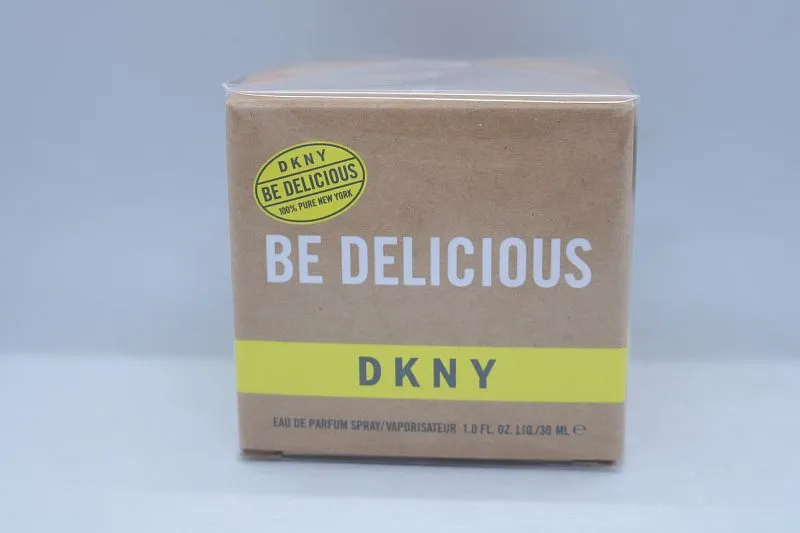 DKNY
BE DELICIOUS
100% PURE NEW YORK
BE DELICIOUS
DKNY
EAU DE PARFUM SPRAY/VAPORISATEUR 1.0 FL. OZ. LIQ./30 ML ℮